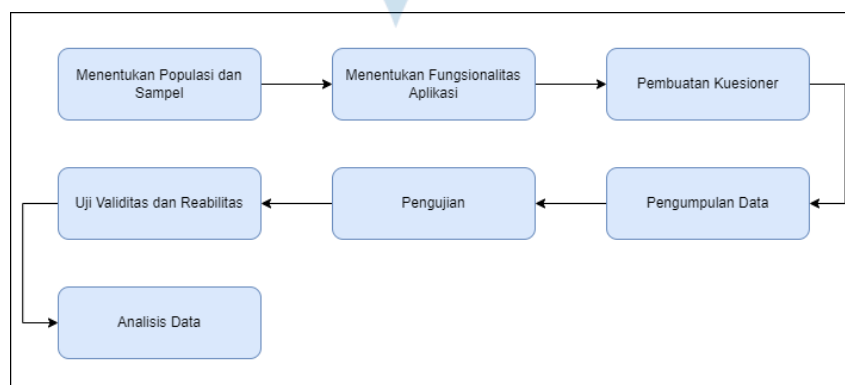 Menentukan Populasi dan
Sampel
Menentukan Fungsionalitas
Aplikasi
Pembuatan Kuesioner
Pengumpulan Data
Pengujian
Uji Validitas dan Reabilitas
Analisis Data